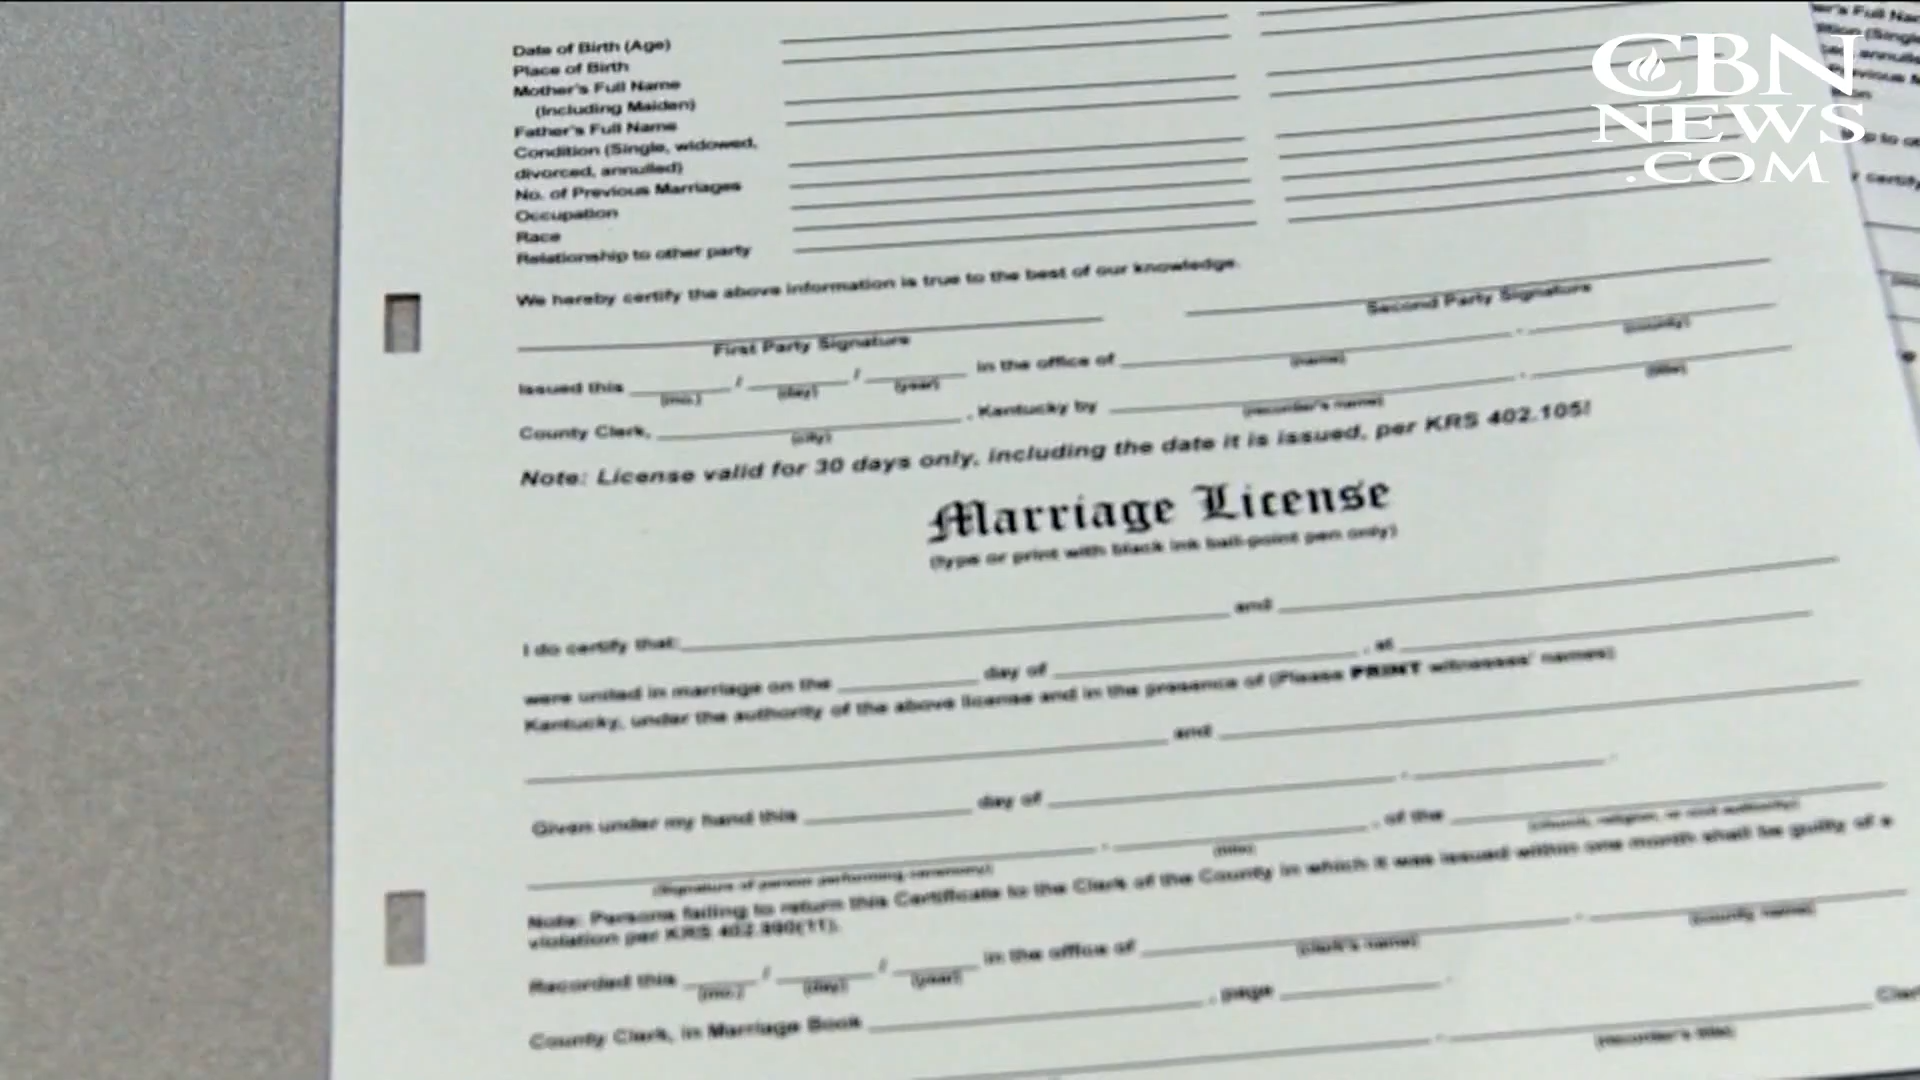 CBN
NEWS
.COM
Date of Birth (Age)
Place of Birth
Mother's Full Name
(Including Maiden)
Father's Full Name
Condition (Single, widowed,
divorced, annulled)
No. of Previous Marriages
Occupation
Race
Relationship to other party
We hereby certify the above information is true to the best of our knowledge.
First Party Signature Second Party Signature
Issued this / / in the office of ,
(mo.) (day) (year) (name) (county)
County Clerk, , Kentucky by ,
(city) (recorder's name) (title)
Note: License valid for 30 days only, including the date it is issued, per KRS 402.105!
Marriage License
(type or print with black ink ball-point pen only)
I do certify that: and
were united in marriage on the day of , at
Kentucky, under the authority of the above license and in the presence of (Please PRINT witnesses' names)
and
Given under my hand this day of , .
, of the
(Signature of person performing ceremony) (title) (church, religion, or civil authority)
Note: Persons failing to return this Certificate to the Clerk of the County in which it was issued within one month shall be guilty of a
violation per KRS 402.990(11).
Recorded this / / in the office of ,
(mo.) (day) (year) (clerk's name) (county name)
County Clerk, in Marriage Book , page .
(recorder's title)